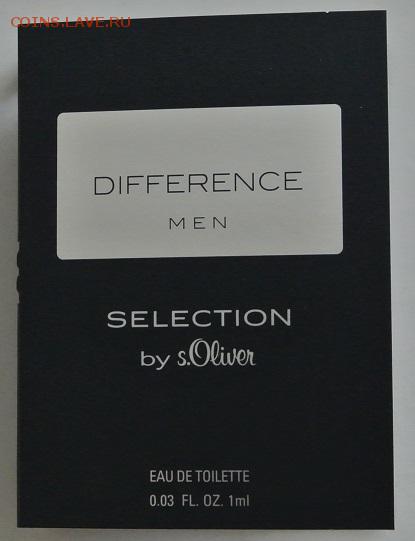 COINS.LAVE.RU
DIFFERENCE
MEN
SELECTION
by s.Oliver
EAU DE TOILETTE
0.03 FL. OZ. 1ml